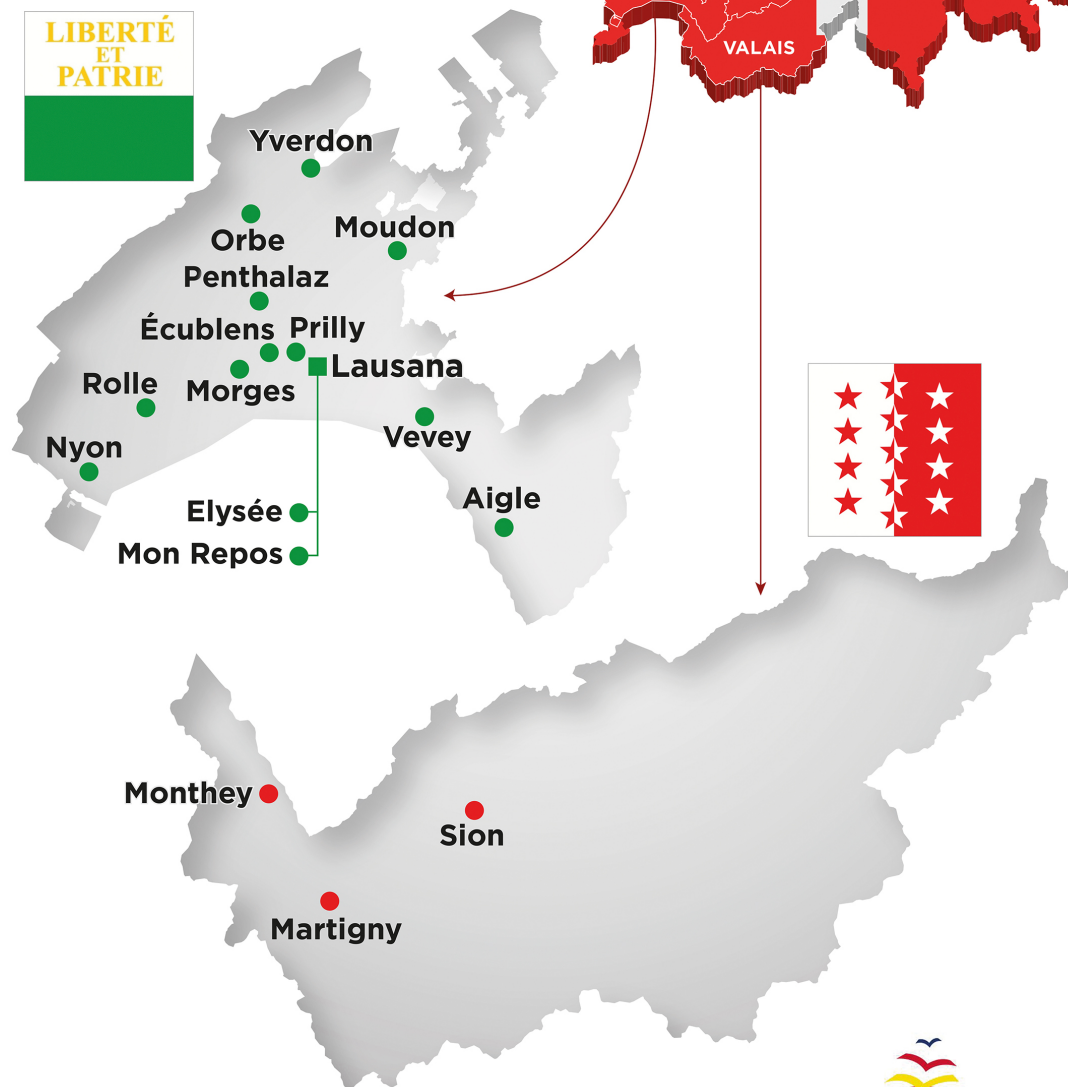 LIBERTÉ
ET
PATRIE
VALAIS
Yverdon
Orbe
Moudon
Penthalaz
Écublens
Prilly
Lausana
Morges
Rolle
Nyon
Vevey
Aigle
Elysée
Mon Repos
Monthey
Sion
Martigny